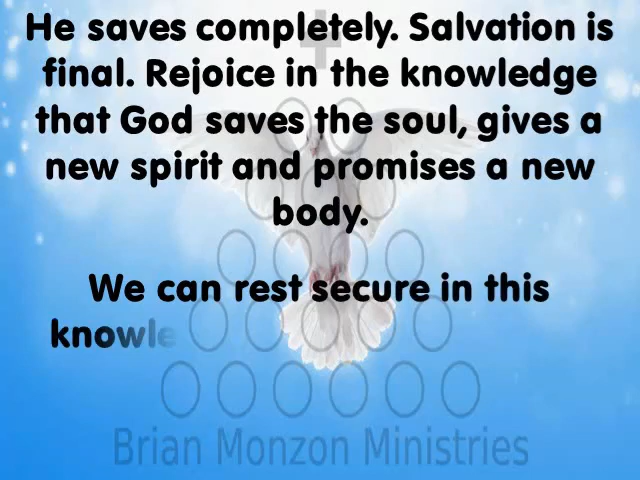 He saves completely. Salvation is
final. Rejoice in the knowledge
that God saves the soul, gives a
new spirit and promises a new
body.
We can rest secure in this
knowle
Brian Monzon Ministries